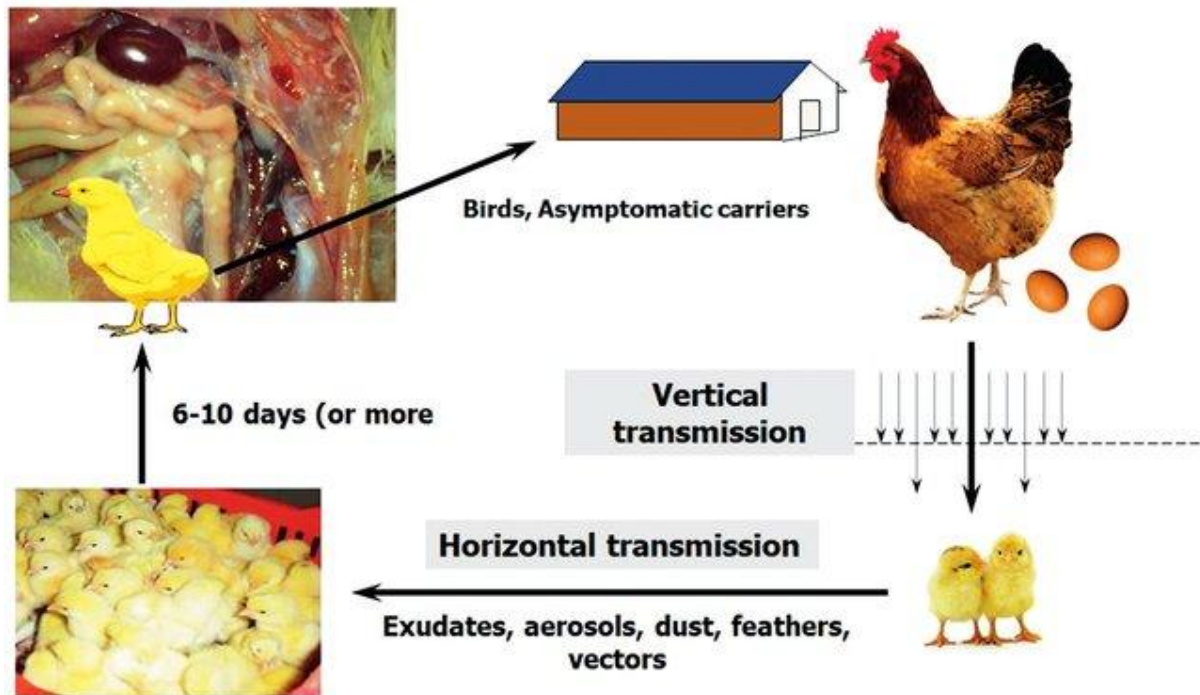 Birds, Asymptomatic carriers
Vertical
transmission
6-10 days (or more
Horizontal transmission
Exudates, aerosols, dust, feathers,
vectors